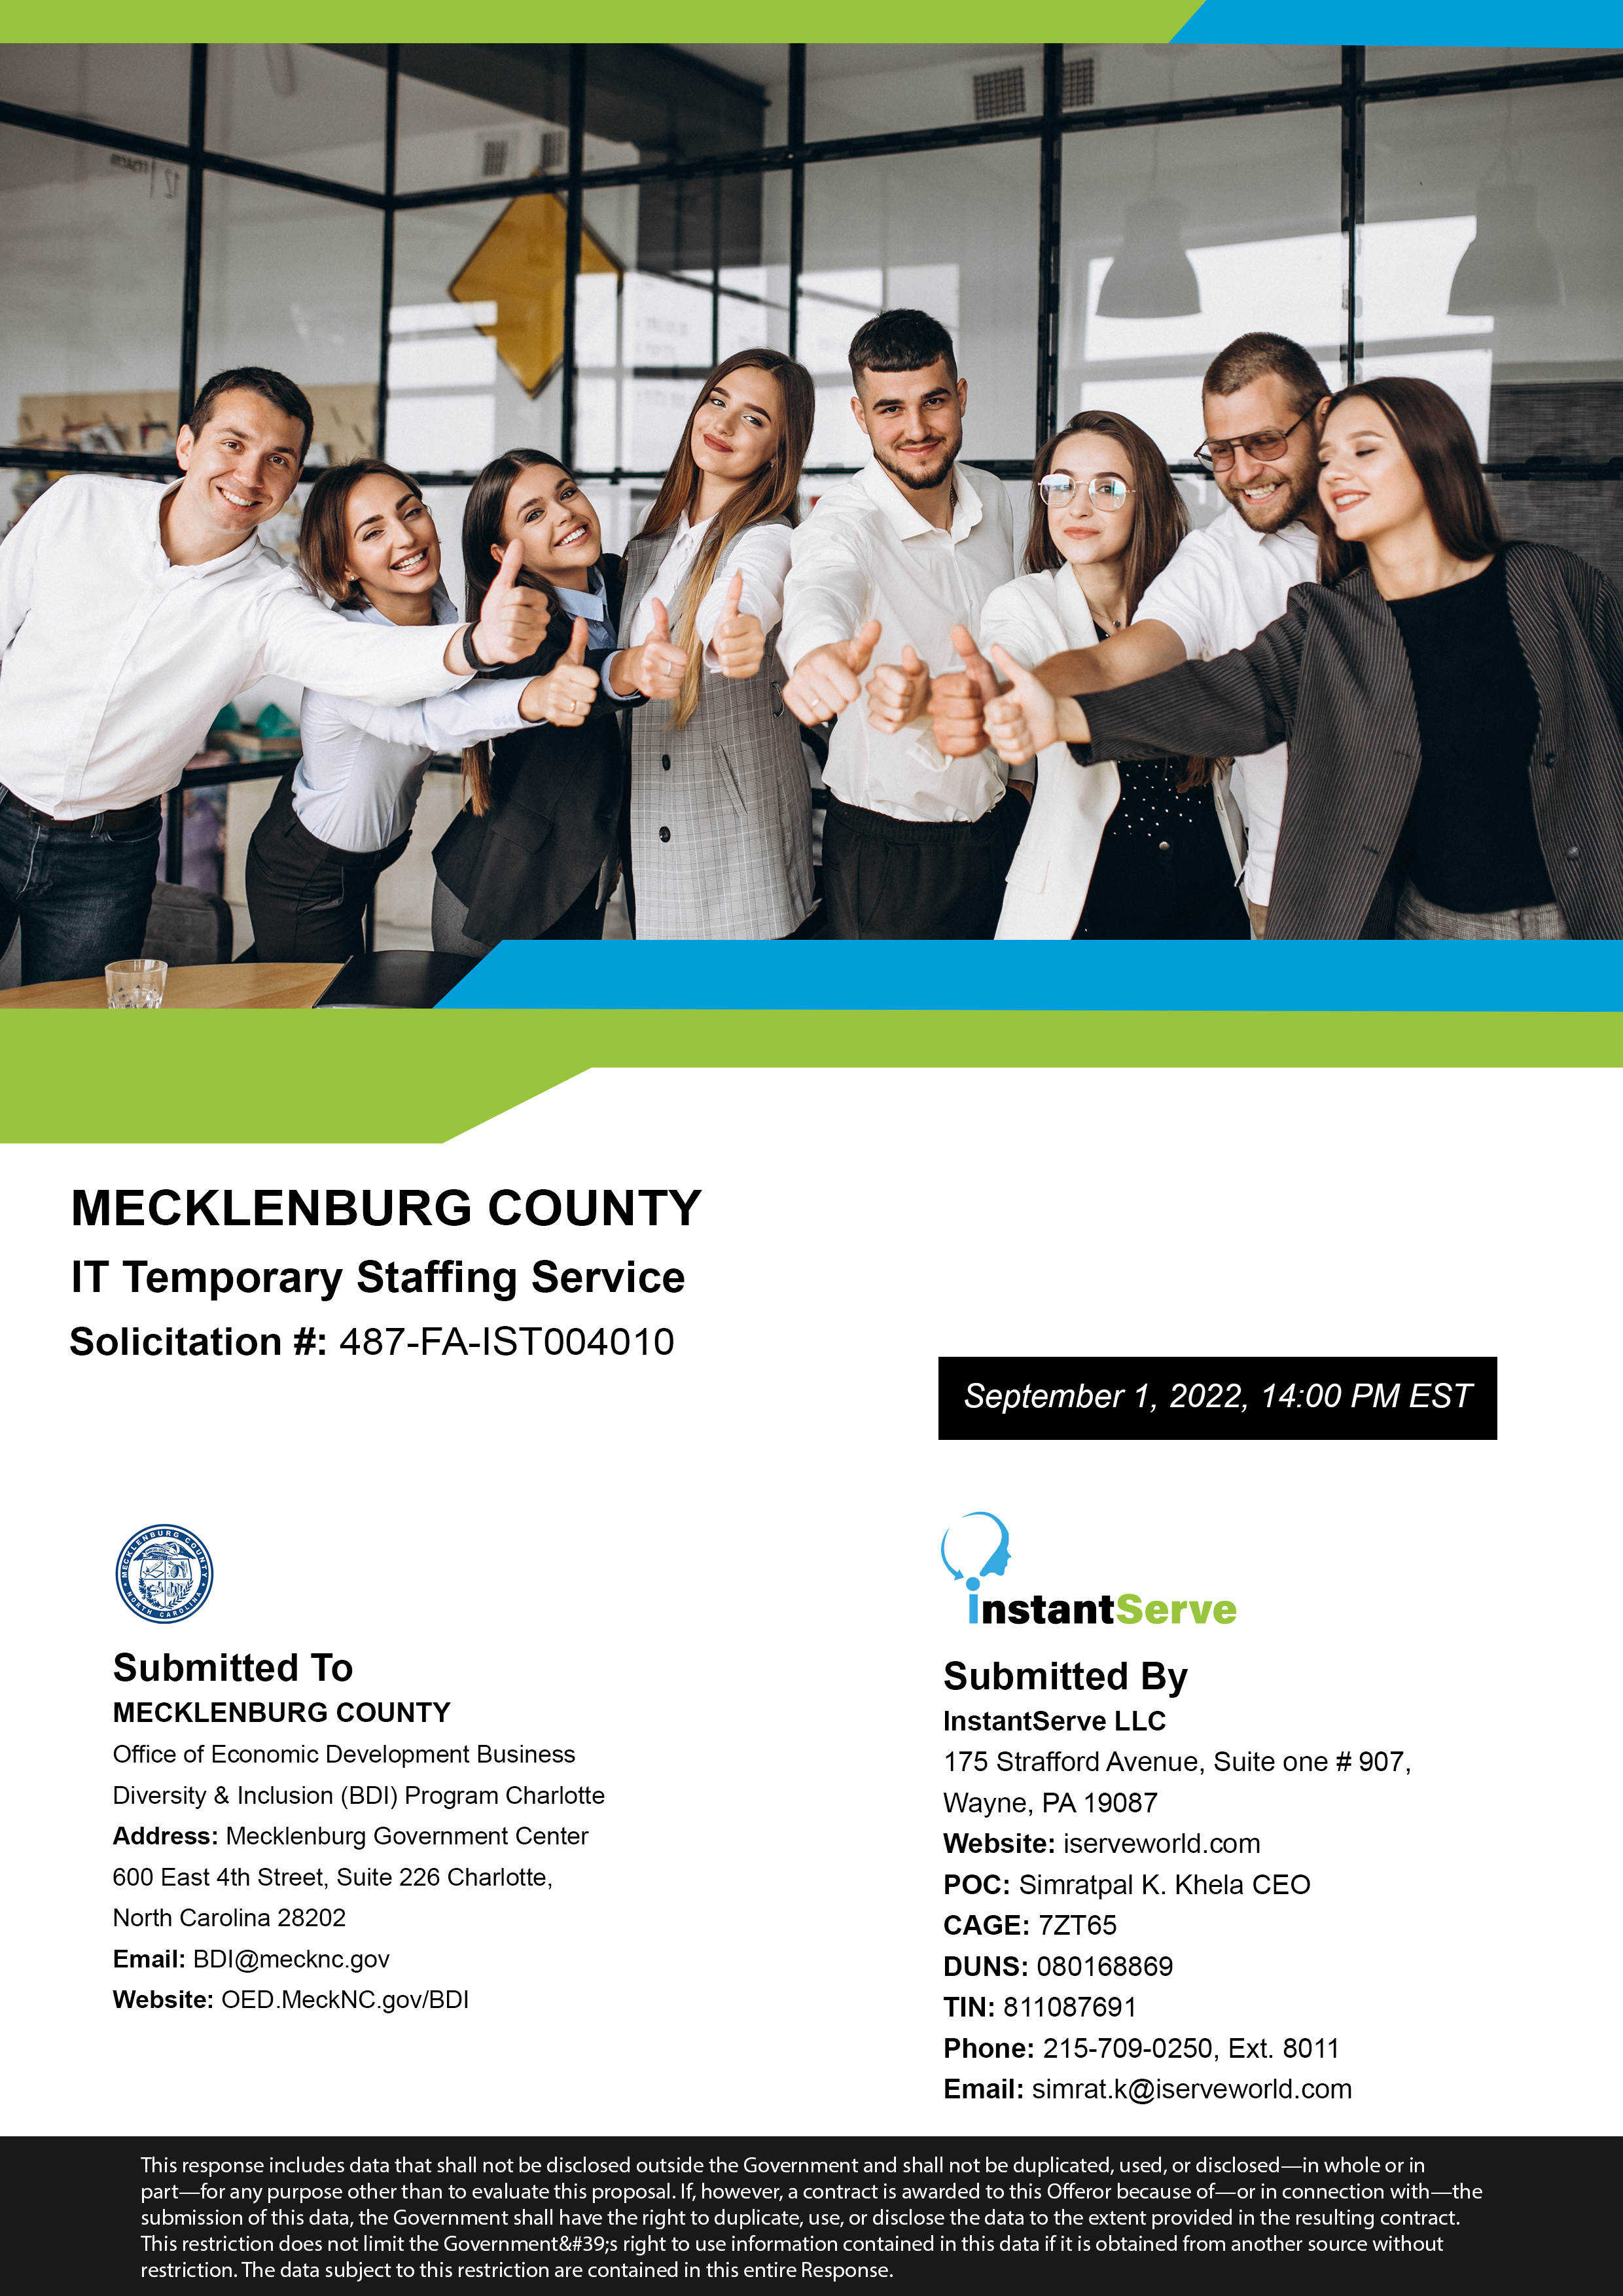 MECKLENBURG COUNTY
IT Temporary Staffing Service
Solicitation #: 487-FA-IST004010
September 1, 2022, 14:00 PM EST
MECKLENBURG COUNTY
NORTH CAROLINA
Submitted To
MECKLENBURG COUNTY
Office of Economic Development Business
Diversity & Inclusion (BDI) Program Charlotte
Address: Mecklenburg Government Center
600 East 4th Street, Suite 226 Charlotte,
North Carolina 28202
Email: BDI@mecknc.gov
Website: OED.MeckNC.gov/BDI
instantServe
Submitted By
InstantServe LLC
175 Strafford Avenue, Suite one # 907,
Wayne, PA 19087
Website: iserveworld.com
POC: Simratpal K. Khela CEO
CAGE: 7ZT65
DUNS: 080168869
TIN: 811087691
Phone: 215-709-0250, Ext. 8011
Email: simrat.k@iserveworld.com
This response includes data that shall not be disclosed outside the Government and shall not be duplicated, used, or disclosed—in whole or in
part—for any purpose other than to evaluate this proposal. If, however, a contract is awarded to this Offeror because of—or in connection with—the
submission of this data, the Government shall have the right to duplicate, use, or disclose the data to the extent provided in the resulting contract.
This restriction does not limit the Government&#39;s right to use information contained in this data if it is obtained from another source without
restriction. The data subject to this restriction are contained in this entire Response.